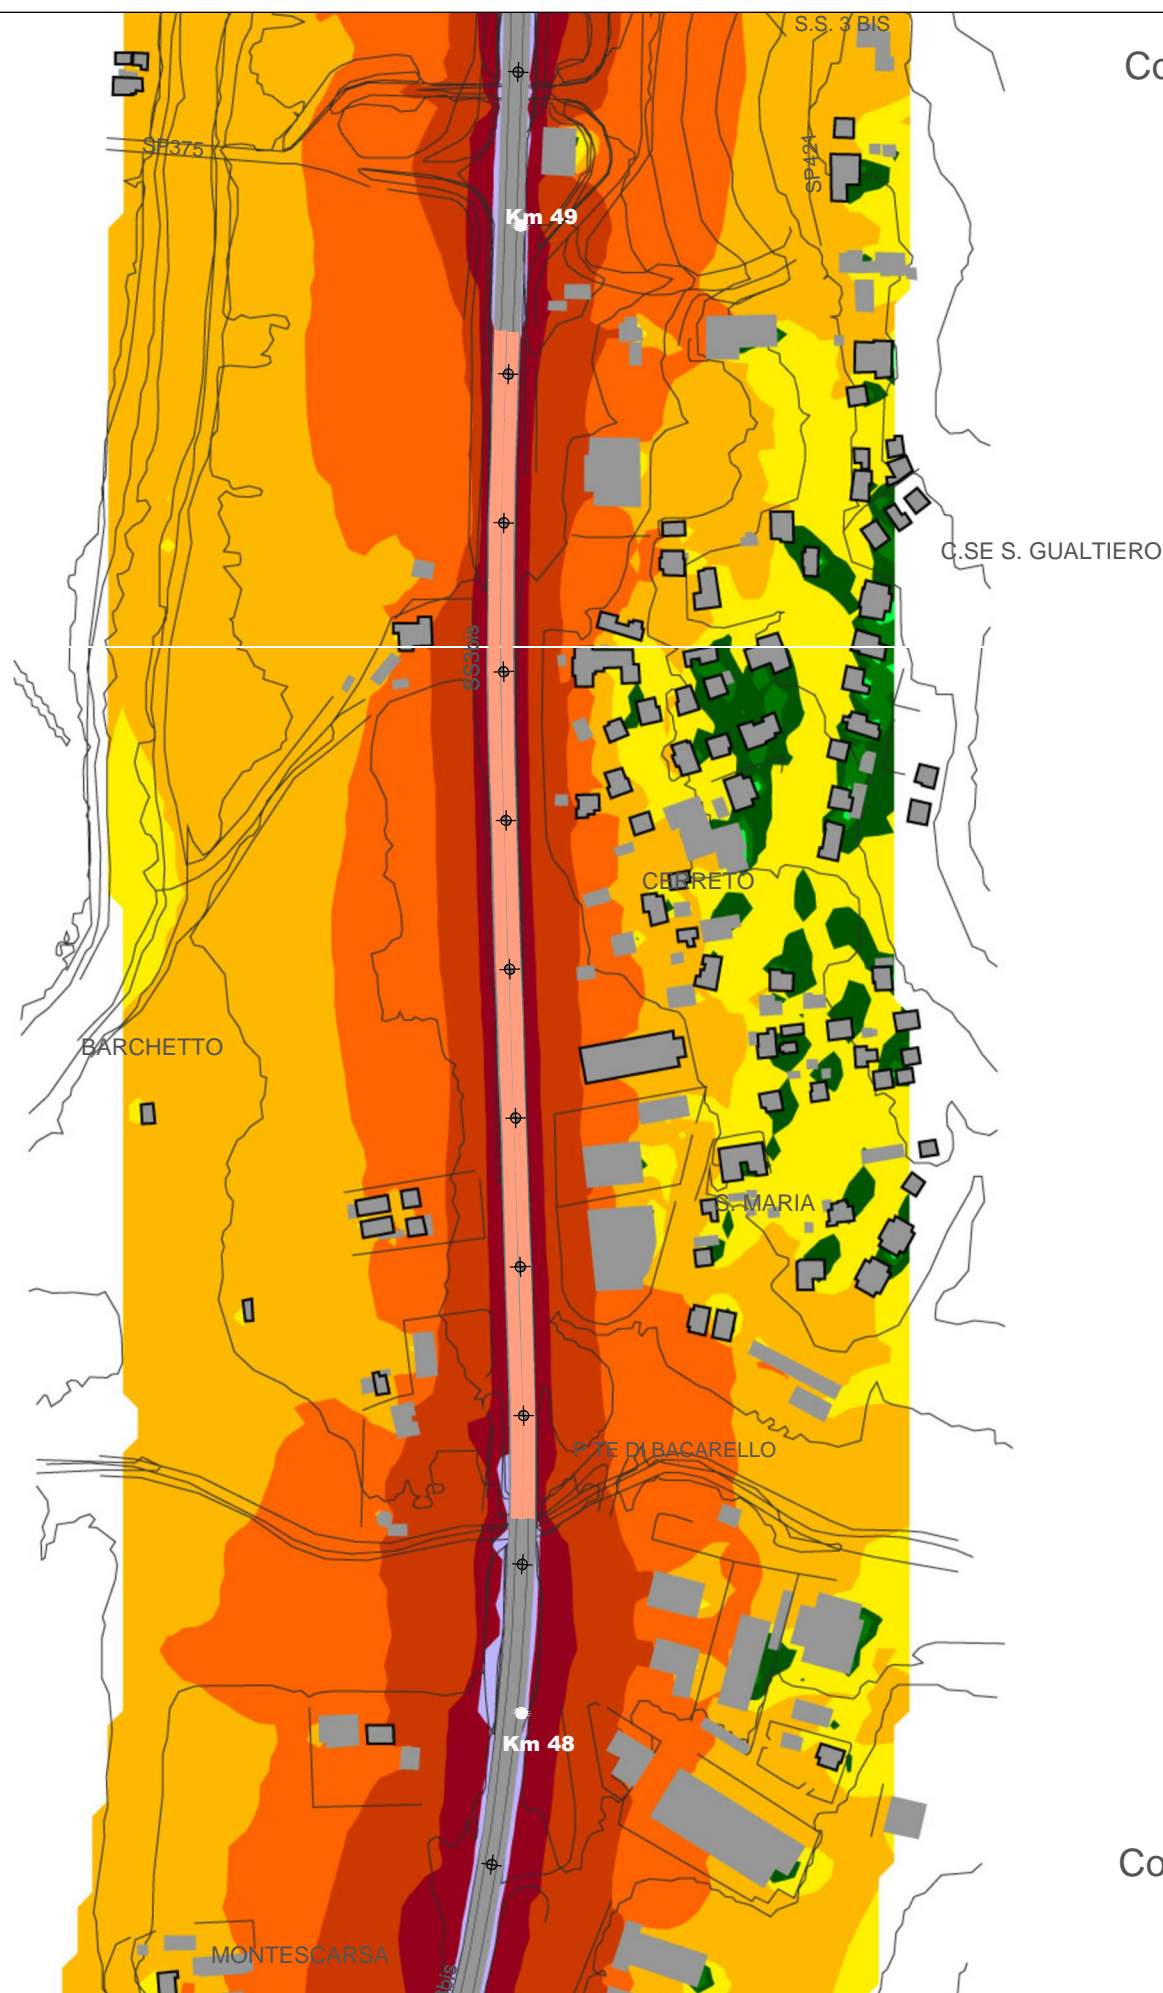 S.S. 3 BIS
Co
SP375
SP421
Km 49
C.SE S. GUALTIERO
SS3bis
CERRETO
BARCHETTO
S. MARIA
P.TE DI BACARELLO
Km 48
Co
MONTESCARSA
bis